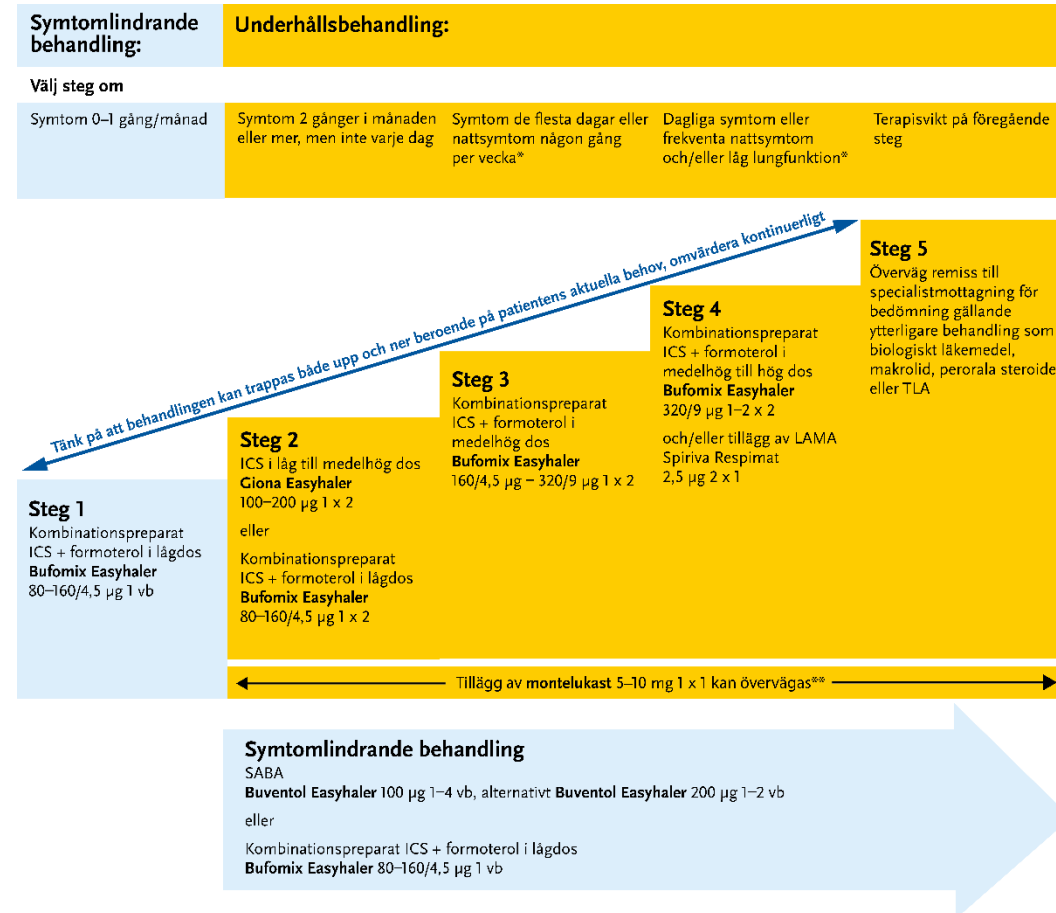 Symtomlindrande
behandling:
Underhållsbehandling:
Välj steg om
Symtom 0–1 gång/månad
Symtom 2 gånger i månaden
eller mer, men inte varje dag
Symtom de flesta dagar eller
nattsymtom någon gång
per vecka*
Dagliga symtom eller
frekventa nattsymtom
och/eller låg lungfunktion*
Terapisvikt på föregående
steg
Tänk på att behandlingen kan trappas både upp och ner beroende på patientens aktuella behov, omvärdera kontinuerligt
Steg 1
Kombinationspreparat
ICS + formoterol i lågdos
Bufomix Easyhaler
80–160/4,5 µg 1 vb
Steg 2
ICS i låg till medelhög dos
Giona Easyhaler
100–200 µg 1 x 2
eller
Kombinationspreparat
ICS + formoterol i lågdos
Bufomix Easyhaler
80–160/4,5 µg 1 x 2
Steg 3
Kombinationspreparat
ICS + formoterol i
medelhög dos
Bufomix Easyhaler
160/4,5 µg – 320/9 µg 1 x 2
Steg 4
Kombinationspreparat
ICS + formoterol i
medelhög till hög dos
Bufomix Easyhaler
320/9 µg 1–2 x 2
och/eller tillägg av LAMA
Spiriva Respimat
2,5 µg 2 x 1
Steg 5
Överväg remiss till
specialistmottagning för
bedömning gällande
ytterligare behandling som
biologiskt läkemedel,
makrolid, perorala steroide
eller TLA
Tillägg av montelukast 5–10 mg 1 x 1 kan övervägas**
Symtomlindrande behandling
SABA
Buventol Easyhaler 100 µg 1–4 vb, alternativt Buventol Easyhaler 200 µg 1–2 vb
eller
Kombinationspreparat ICS + formoterol i lågdos
Bufomix Easyhaler 80–160/4,5 µg 1 vb